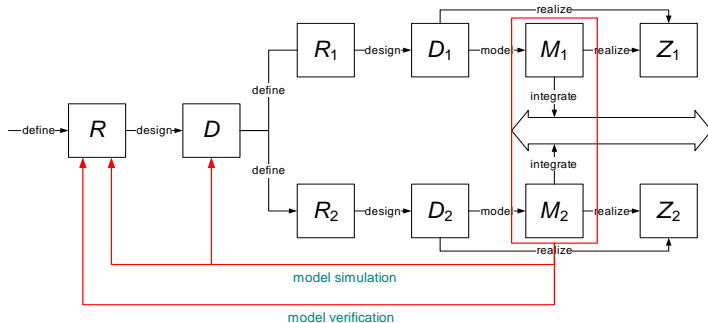 realize
R1
design
D1
model
M1
realize
Z1
define
integrate
define
R
design
D
define
integrate
R2
design
D2
model
M2
realize
Z2
realize
model simulation
model verification